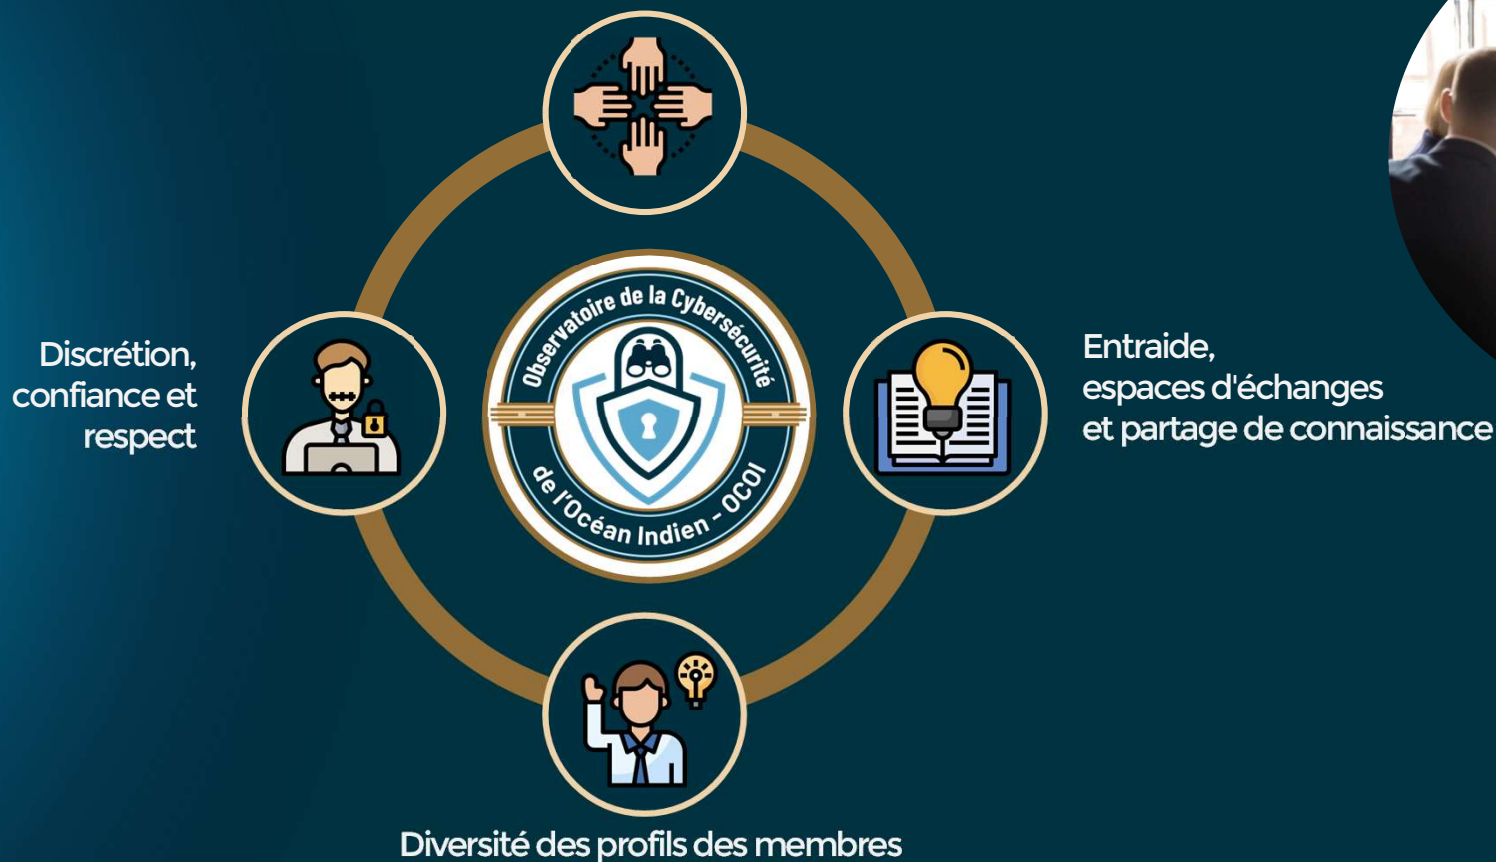 Observatoire de la Cybersécurité
de l'Océan Indien - OCOI
Discrétion,
confiance et
respect
Entraide,
espaces d'échanges
et partage de connaissance
Diversité des profils des membres